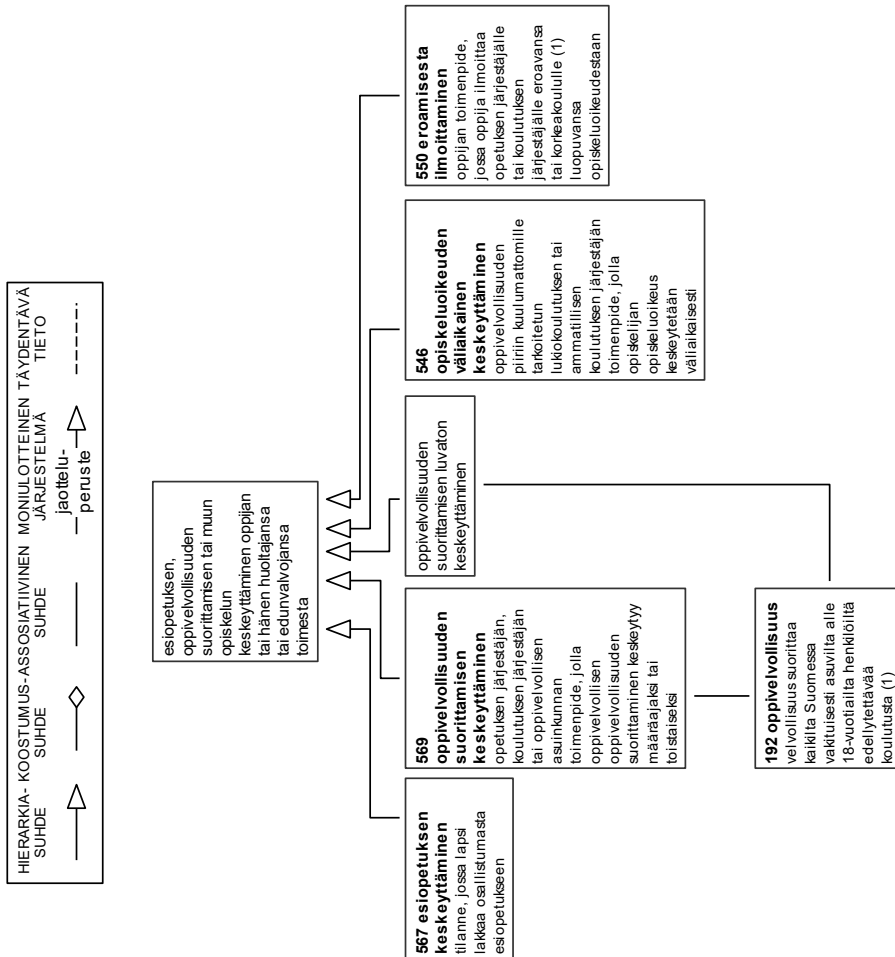 HIERARKIA-
SUHDE
KOOSTUMUS-
SUHDE
ASSOSIATIIVINEN
SUHDE
MONIULOTTEINEN
JÄRJESTELMÄ
TÄYDENTÄVÄ
TIETO
jaottelu-
peruste
esiopetuksen,
oppivelvollisuuden
suorittamisen tai muun
opiskelun
keskeyttäminen oppijan
tai hänen huoltajansa
tai edunvalvojansa
toimesta
567 esiopetuksen
keskeyttäminen
tilanne, jossa lapsi
lakkaa osallistumasta
esiopetukseen
569
oppivelvollisuuden
suorittamisen
keskeyttäminen
opetuksen järjestäjän,
koulutuksen järjestäjän
tai oppivelvollisen
asuinkunnan
toimenpide, jolla
oppivelvollisen
oppivelvollisuuden
suorittaminen keskeytyy
määräajaksi tai
toistaiseksi
oppivelvollisuuden
suorittamisen luvaton
keskeyttäminen
546
opiskeluoikeuden
väliaikainen
keskeyttäminen
oppivelvollisuuden
piiriin kuulumattomille
tarkoitetun
lukiokoulutuksen tai
ammatillisen
koulutuksen järjestäjän
toimenpide, jolla
opiskelijan
opiskeluoikeus
keskeytetään
väliaikaisesti
550 eroamisesta
ilmoittaminen
oppijan toimenpide,
jossa oppija ilmoittaa
opetuksen järjestäjälle
tai koulutuksen
järjestäjälle eroavansa
tai korkeakoululle (1)
luopuvansa
opiskeluoikeudestaan
192 oppivelvollisuus
velvollisuus suorittaa
kaikilta Suomessa
vakituisesti asuvilta alle
18-vuotiailta henkilöiltä
edellytettävää
koulutusta (1)